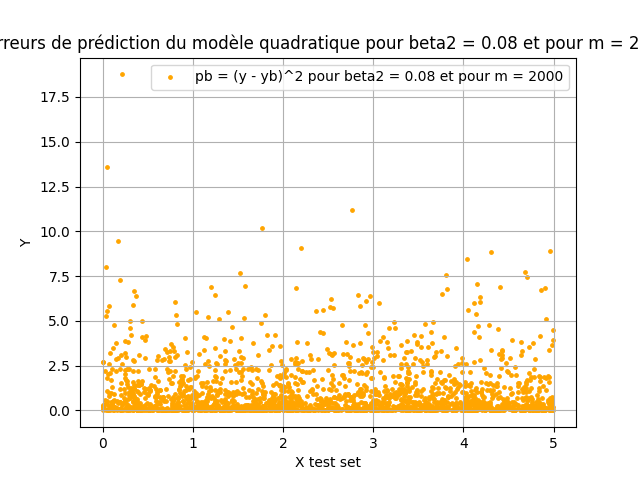 rreurs de prédiction du modèle quadratique pour beta2 = 0.08 et pour m = 2
pb = (y - yb)^2 pour beta2 = 0.08 et pour m = 2000
17.5
15.0
12.5
10.0
7.5
5.0
2.5
0.0
Y
0 1 2 3 4 5
X test set